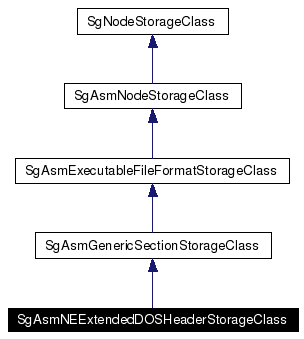 SgNodeStorageClass
SgAsmNodeStorageClass
SgAsmExecutableFileFormatStorageClass
SgAsmGenericSectionStorageClass
SgAsmNEExtendedDOSHeaderStorageClass